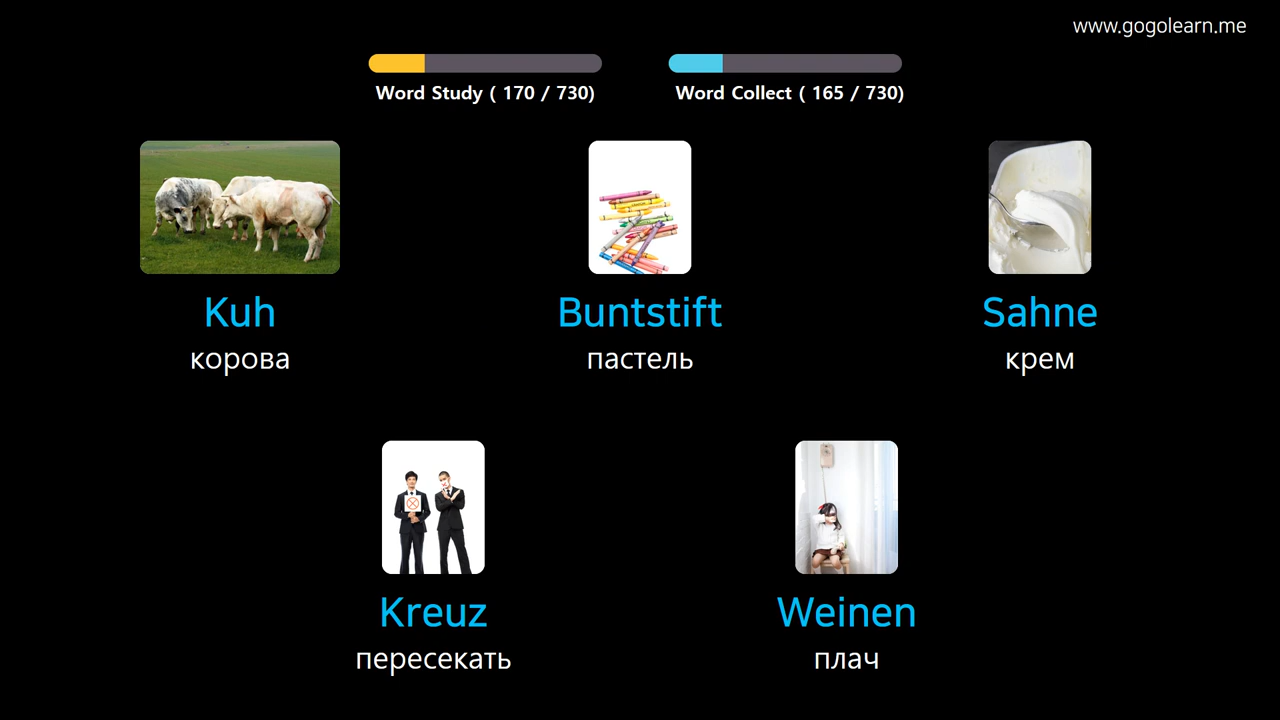 www.gogolearn.me
Word Study ( 170 / 730)
Word Collect ( 165 / 730)
Kuh
корова
Buntstift
пастель
Sahne
крем
Kreuz
пересекать
Weinen
плач